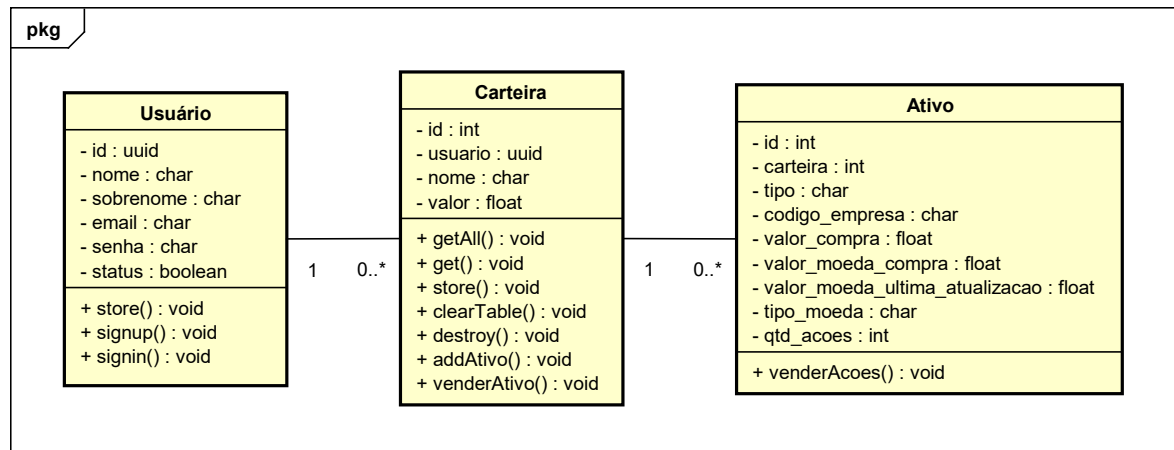 pkg
Usuário
- id : uuid
- nome : char
- sobrenome : char
- email : char
- senha : char
- status : boolean
+ store() : void
+ signup() : void
+ signin() : void
1
0..*
Carteira
- id : int
- usuario : uuid
- nome : char
- valor : float
+ getAll() : void
+ get() : void
+ store() : void
+ clearTable() : void
+ destroy() : void
+ addAtivo() : void
+ venderAtivo() : void
1
0..*
Ativo
- id : int
- carteira : int
- tipo : char
- codigo_empresa : char
- valor_compra : float
- valor_moeda_compra : float
- valor_moeda_ultima_atualizacao : float
- tipo_moeda : char
- qtd_acoes : int
+ venderAcoes() : void